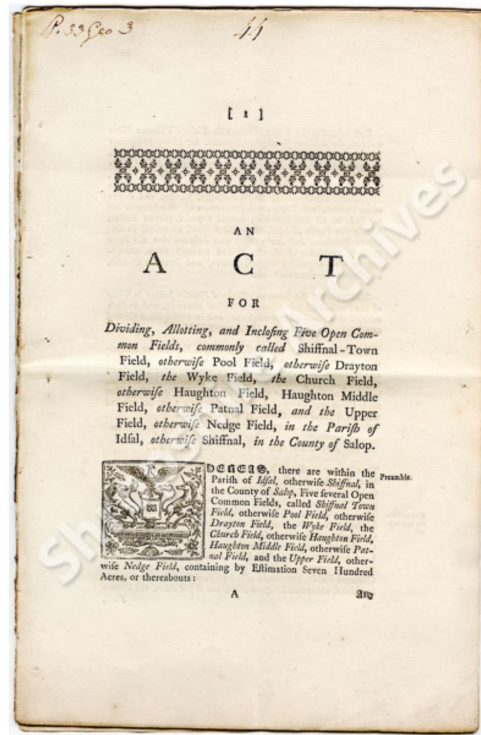 P. 33 Geo 3
44
[ 1 ]
AN
A C T
FOR
Dividing, Allotting, and Inclosing Five Open Com-
mon Fields, commonly called Shiffnal-Town
Field, otherwiſe Pool Field, otherwiſe Drayton
Field, the Wyke Field, the Church Field,
otherwiſe Haughton Field, Haughton Middle
Field, otherwiſe Patnal Field, and the Upper
Field, otherwiſe Nedge Field, in the Pariſh of
Idſal, otherwiſe Shiffnal, in the County of Salop.
HEREAS, there are within the
Preamble.
Pariſh of Idſal, otherwiſe Shiffnal, in
the County of Salop, Five ſeveral Open
Common Fields, called Shiffnal Town
Field, otherwiſe Pool Field, otherwiſe
Drayton Field, the Wyke Field, the
Church Field, otherwiſe Haughton Field,
Haughton Middle Field, otherwiſe Pat-
nal Field, and the Upper Field, other-
wiſe Nedge Field, containing by Eſtimation Seven Hundred
Acres, or thereabouts:
A
And
Shropshire Archives